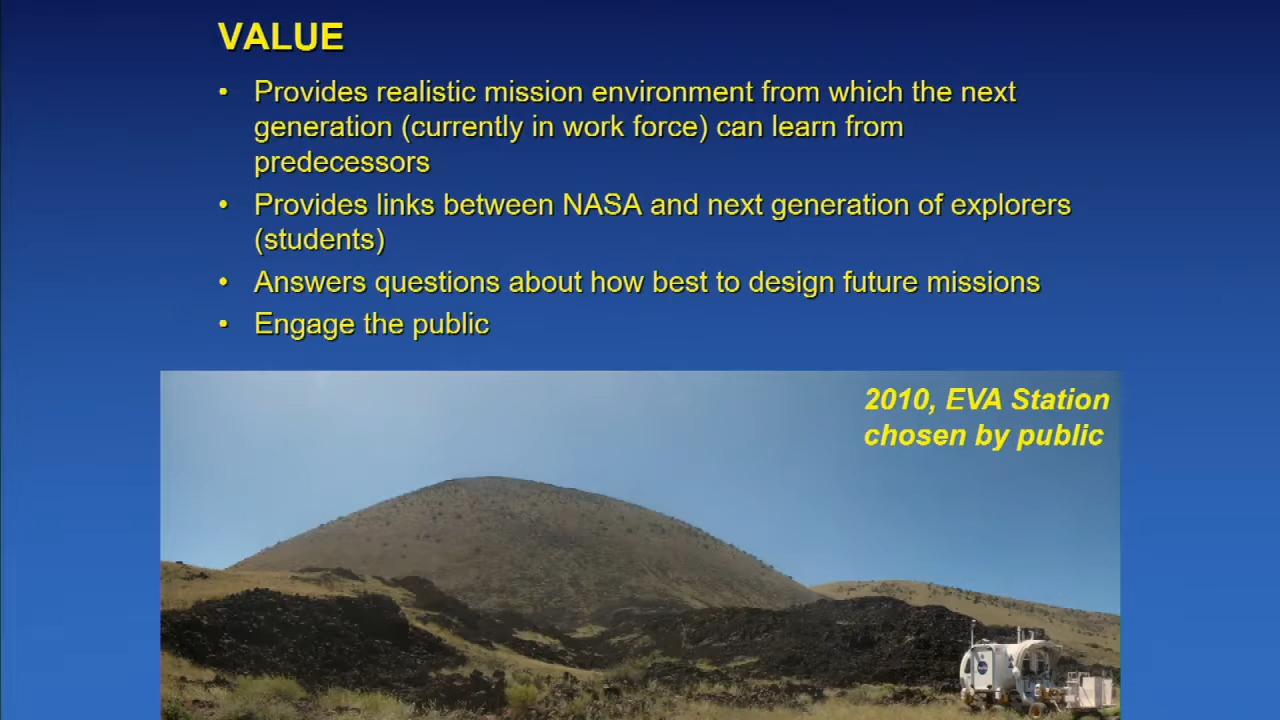 VALUE
• Provides realistic mission environment from which the next
generation (currently in work force) can learn from
predecessors
• Provides links between NASA and next generation of explorers
(students)
• Answers questions about how best to design future missions
• Engage the public
2010, EVA Station
chosen by public